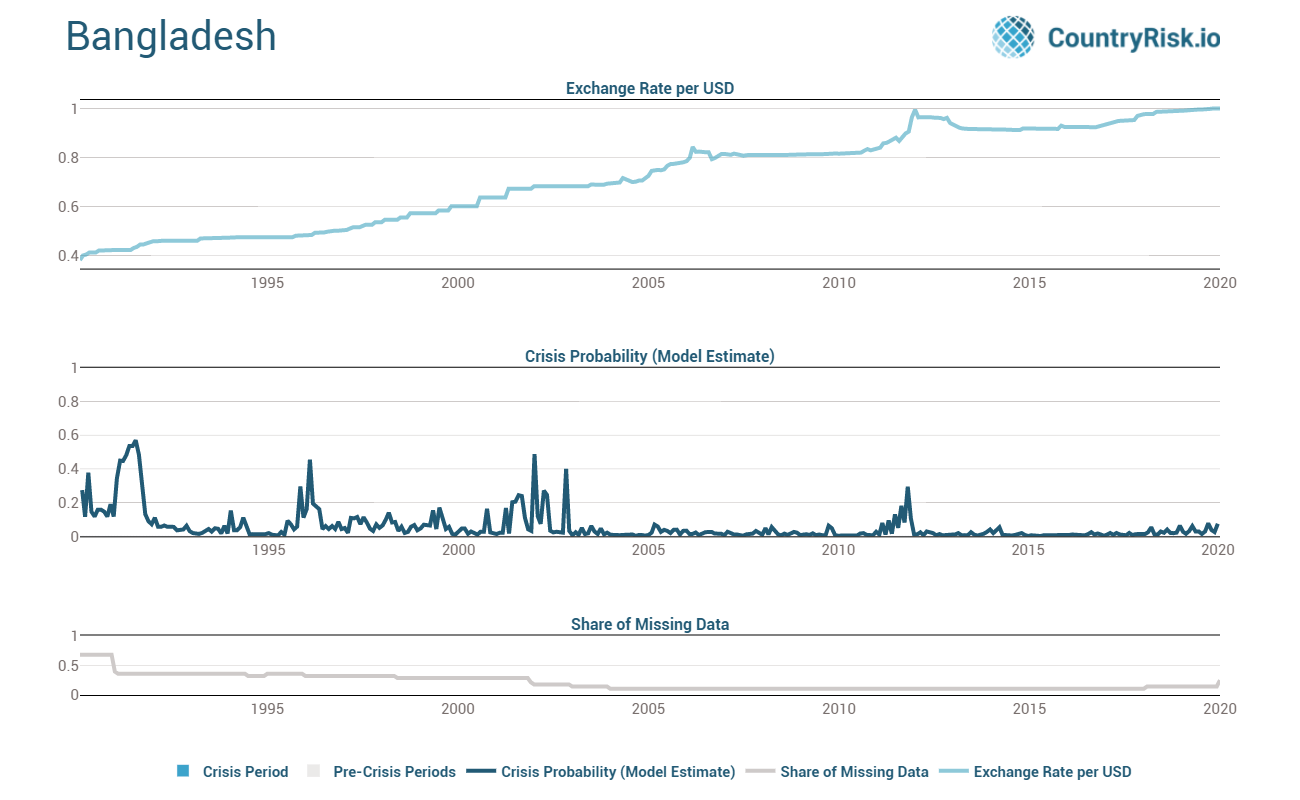 Bangladesh
CountryRisk.io
Exchange Rate per USD
1
0.8
0.6
0.4
1995 2000 2005 2010 2015 2020
Crisis Probability (Model Estimate)
1
0.8
0.6
0.4
0.2
0
1995 2000 2005 2010 2015 2020
Share of Missing Data
1
0.5
0
1995 2000 2005 2010 2015 2020
Crisis Period Pre-Crisis Periods Crisis Probability (Model Estimate) Share of Missing Data Exchange Rate per USD